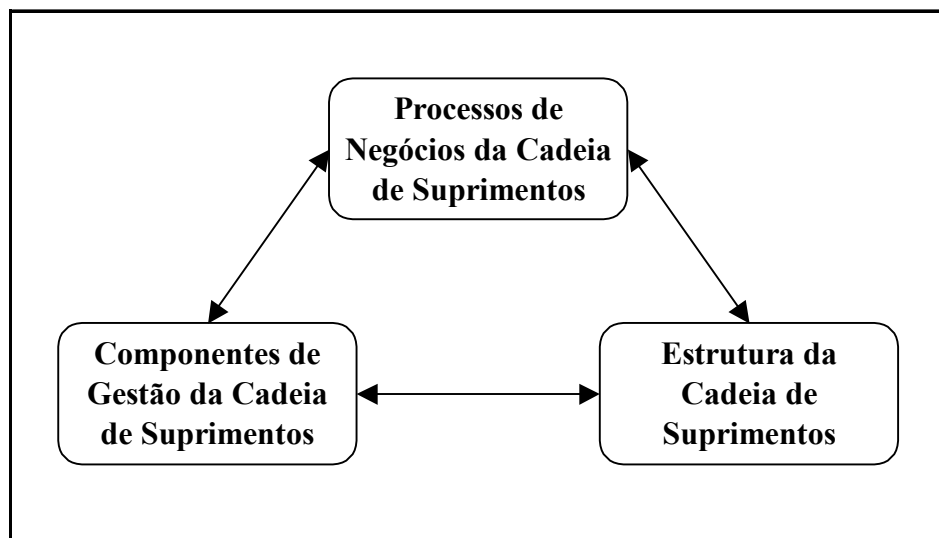 Processos de
Negócios da Cadeia
de Suprimentos
Componentes de
Gestão da Cadeia
de Suprimentos
Estrutura da
Cadeia de
Suprimentos